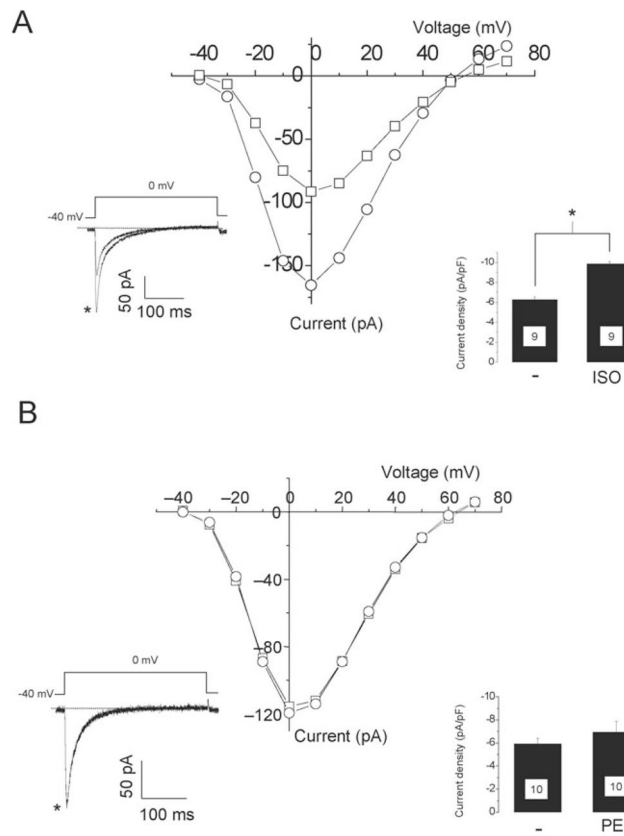 A
Voltage (mV)
-40 -20 0 20 40 60 80
0
-50
-100
-150
Current (pA)
0 mV
-40 mV
*
50 pA
100 ms
*
Current density (pA/pF)
-10
-8
-6
-4
-2
0
9 9
- ISO
B
Voltage (mV)
–40 –20 0 20 40 60 80
0
–40
–80
–120
Current (pA)
0 mV
-40 mV
*
50 pA
100 ms
Current density (pA/pF)
-10
-8
-6
-4
-2
0
10 10
- PE